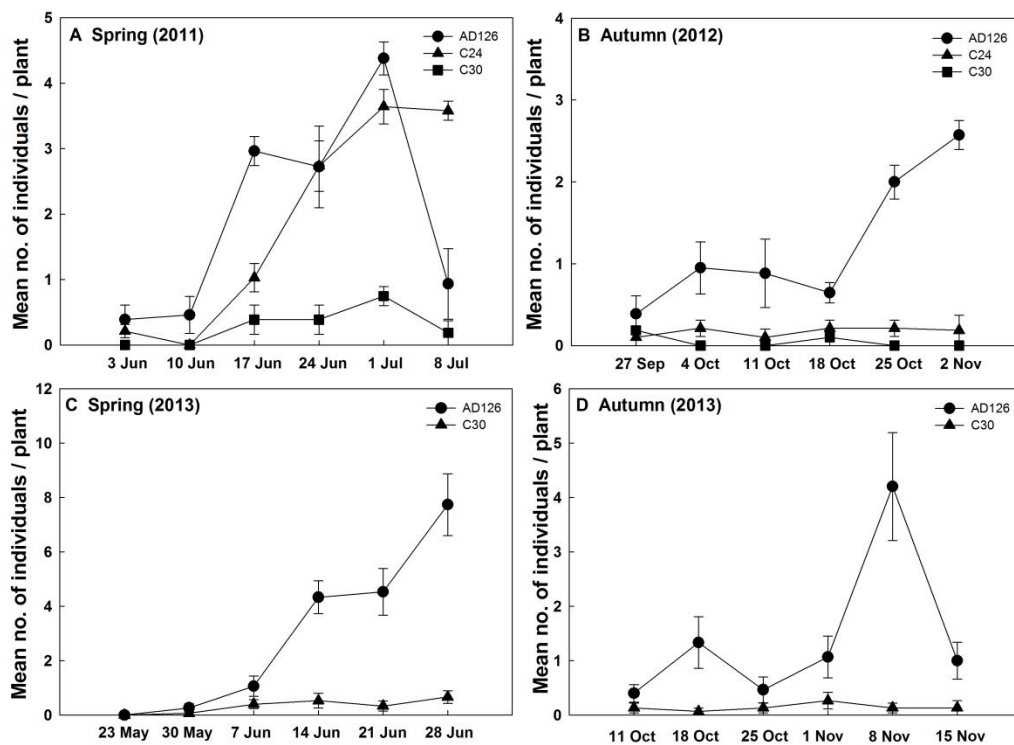 A Spring (2011)
AD126
C24
C30
Mean no. of individuals / plant
5
4
3
2
1
0
3 Jun 10 Jun 17 Jun 24 Jun 1 Jul 8 Jul
B Autumn (2012)
AD126
C24
C30
Mean no. of individuals / plant
4
3
2
1
0
27 Sep 4 Oct 11 Oct 18 Oct 25 Oct 2 Nov
C Spring (2013)
AD126
C30
Mean no. of individuals / plant
12
10
8
6
4
2
0
23 May 30 May 7 Jun 14 Jun 21 Jun 28 Jun
D Autumn (2013)
AD126
C30
Mean no. of individuals / plant
6
5
4
3
2
1
0
11 Oct 18 Oct 25 Oct 1 Nov 8 Nov 15 Nov